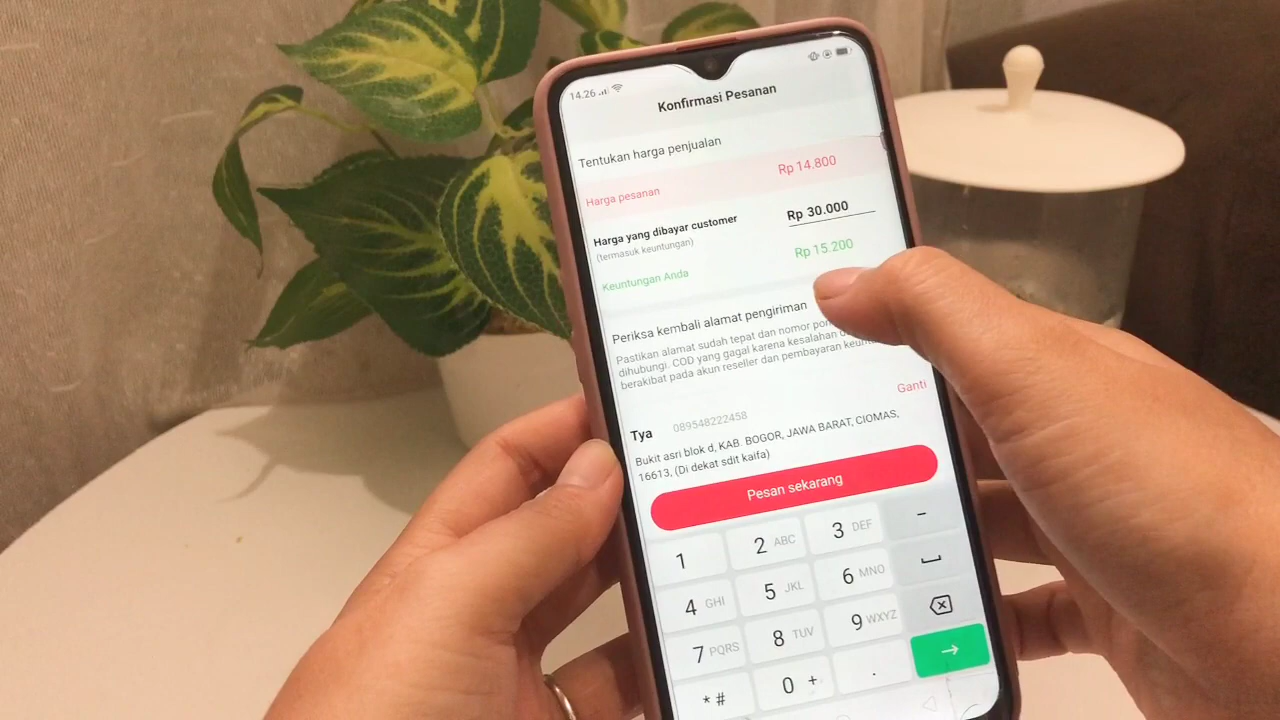 14.26
Konfirmasi Pesanan
Tentukan harga penjualan
Harga pesanan Rp 14.800
Harga yang dibayar customer Rp 30.000
(termasuk keuntungan)
Keuntungan Anda Rp 15.200
Periksa kembali alamat pengiriman
Pastikan alamat sudah tepat dan nomor
dihubungi. COD yang gagal karena kesalahan
berakibat pada akun reseller dan pembayaran
Ganti
Tya 089548222458
Bukit asri blok d, KAB. BOGOR, JAWA BARAT, CIOMAS,
16613, (Di dekat sdit kaifa)
Pesan sekarang
1 2 ABC 3 DEF -
4 GHI 5 JKL 6 MNO
7 PQRS 8 TUV 9 WXYZ
* # 0 + .